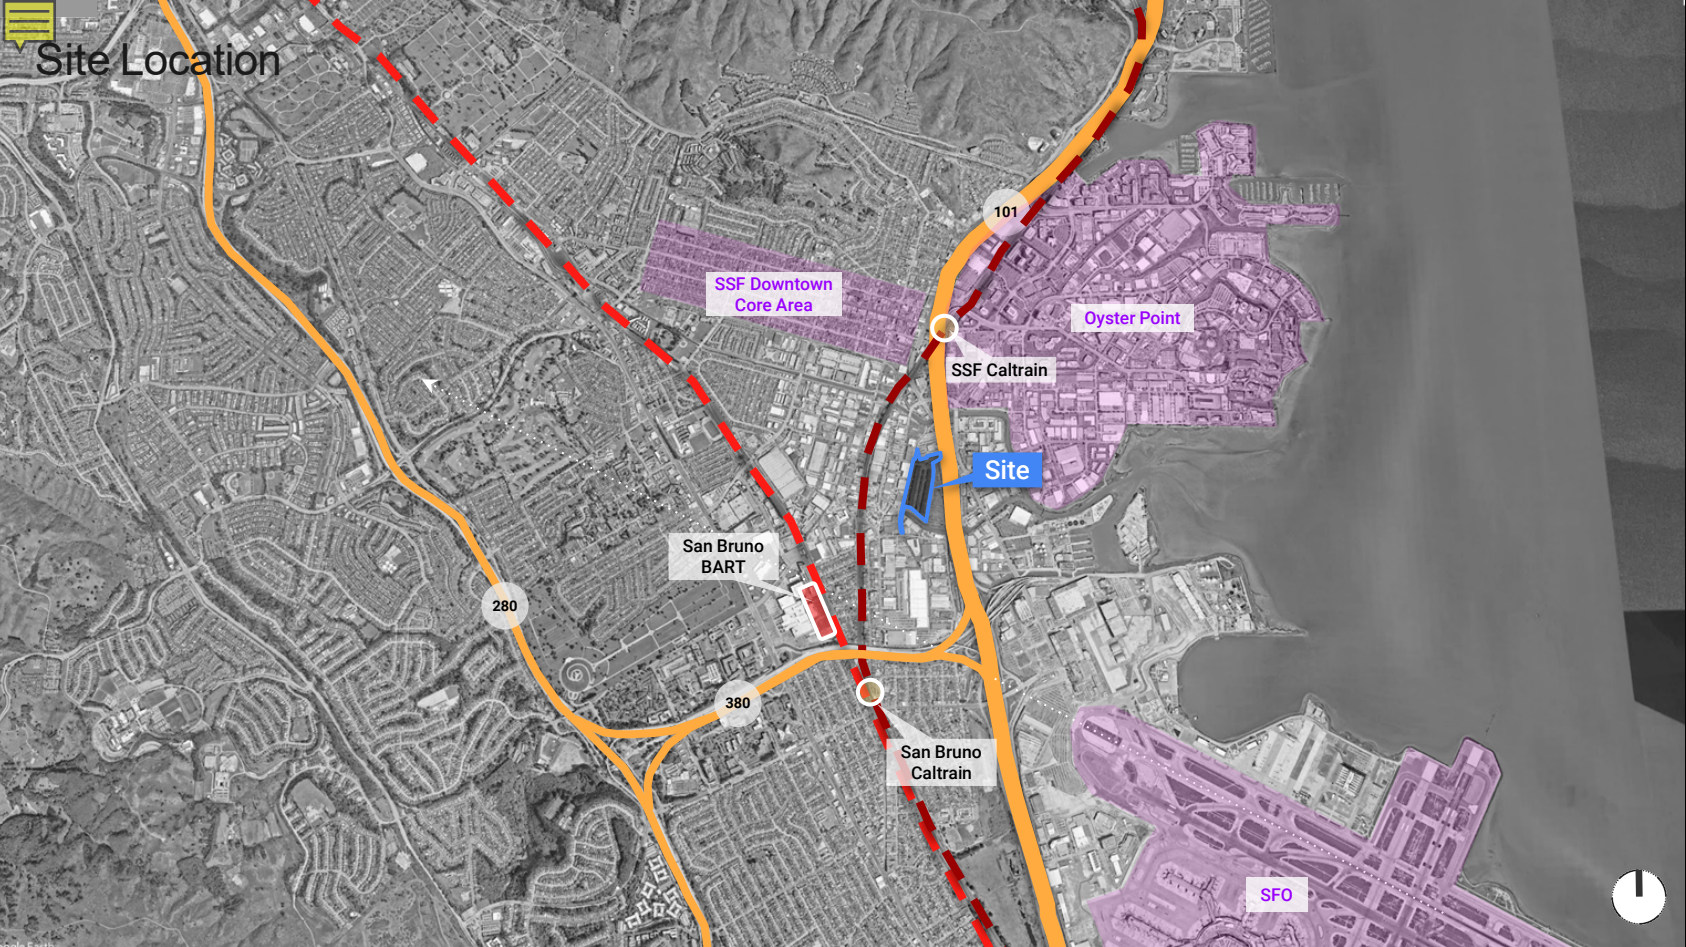 Site Location
101
SSF Downtown
Core Area
Oyster Point
SSF Caltrain
Site
San Bruno
BART
280
380
San Bruno
Caltrain
SFO